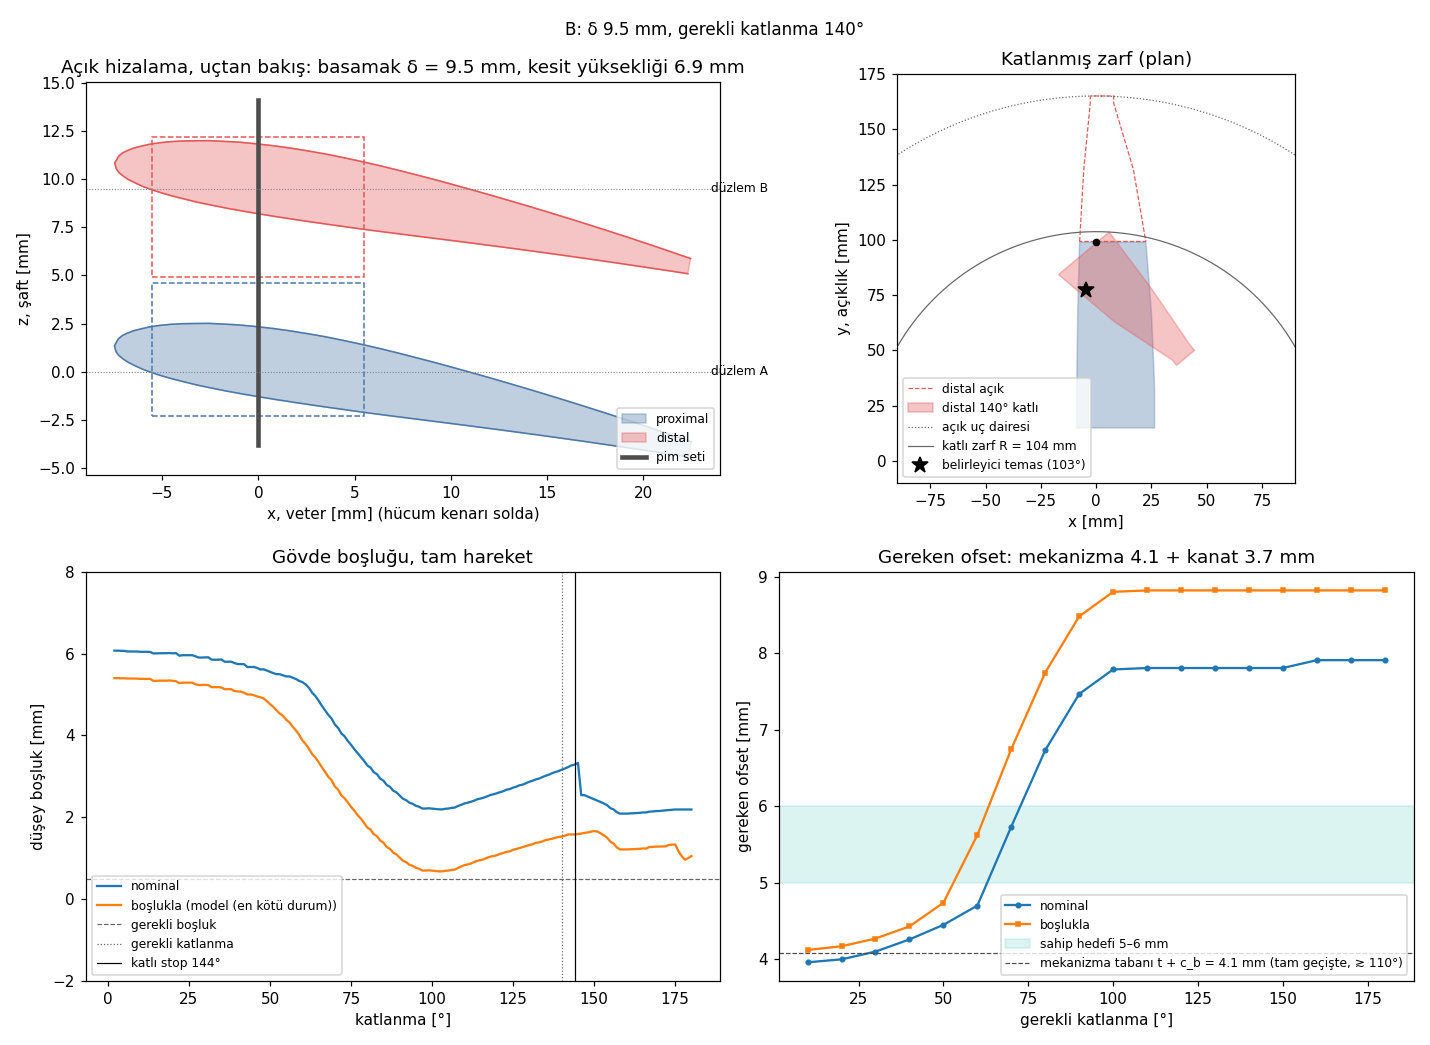 B: δ 9.5 mm, gerekli katlanma 140°
Açık hizalama, uçtan bakış: basamak δ = 9.5 mm, kesit yüksekliği 6.9 mm
15.0
12.5
10.0
7.5
5.0
2.5
0.0
−2.5
−5.0
z, şaft [mm]
düzlem B
düzlem A
proximal
distal
pim seti
−5
0
5
10
15
20
x, veter [mm] (hücum kenarı solda)
Katlanmış zarf (plan)
175
150
125
100
75
50
25
0
y, açıklık [mm]
distal açık
distal 140° katlı
açık uç dairesi
katlı zarf R = 104 mm
belirleyici temas (103°)
−75
−50
−25
0
25
50
75
x [mm]
Gövde boşluğu, tam hareket
8
6
4
2
0
−2
düşey boşluk [mm]
nominal
boşlukla (model (en kötü durum))
gerekli boşluk
gerekli katlanma
katlı stop 144°
0
25
50
75
100
125
150
175
katlanma [°]
Gereken ofset: mekanizma 4.1 + kanat 3.7 mm
9
8
7
6
5
4
gereken ofset [mm]
nominal
boşlukla
sahip hedefi 5–6 mm
mekanizma tabanı t + c_b = 4.1 mm (tam geçişte, ≳ 110°)
25
50
75
100
125
150
175
gerekli katlanma [°]